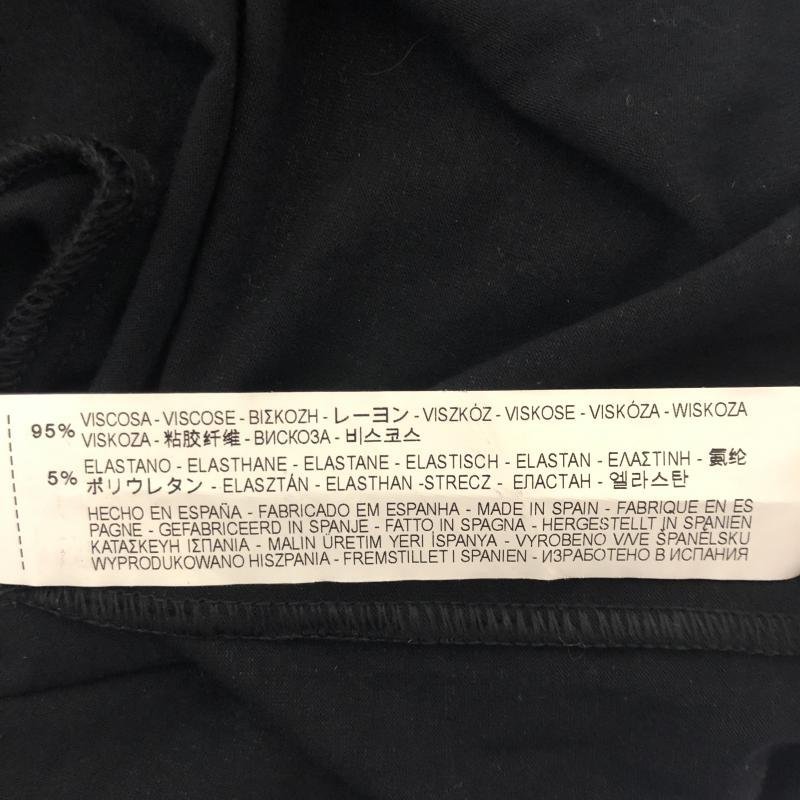 95% VISCOSA - VISCOSE - ΒΙΣΚΟΖΗ - レーヨン - VISZKÓZ - VISKOSE - VISKÓZA - WISKOZA
VISKOZA - 粘胶纤维 - ВИСКОЗА - 비스코스
5% ELASTANO - ELASTHANE - ELASTANE - ELASTISCH - ELASTAN - ΕΛΑΣΤΙΝΗ - 氨纶
ポリウレタン - ELASZTÁN - ELASTHAN -STRECZ - ЕПАСТАН - 엘라스탄
HECHO EN ESPAÑA - FABRICADO EM ESPANHA - MADE IN SPAIN - FABRIQUE EN ES
PAGNE - GEFABRICEERD IN SPANJE - FATTO IN SPAGNA - HERGESTELLT IN SPANIEN
ΚΑΤΑΣΚΕΥΗ ΙΣΠΑΝΙΑ - MALIN ÜRETIM YERI İSPANYA - VYROBENO V/VE ŠPANĚLSKU
WYPRODUKOWANO HISZPANIA - FREMSTILLET I SPANIEN - ИЗРАБОТЕНО В ИСПАНИЯ